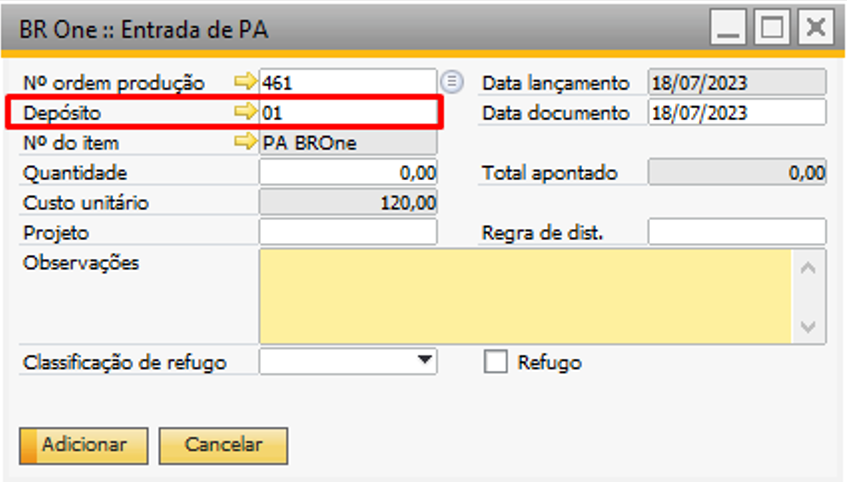 BR One :: Entrada de PA
Nº ordem produção 461 Data lançamento 18/07/2023
Depósito 01 Data documento 18/07/2023
Nº do item PA BROne
Quantidade 0,00 Total apontado 0,00
Custo unitário 120,00
Projeto Regra de dist.
Observações
Classificação de refugo Refugo
Adicionar Cancelar